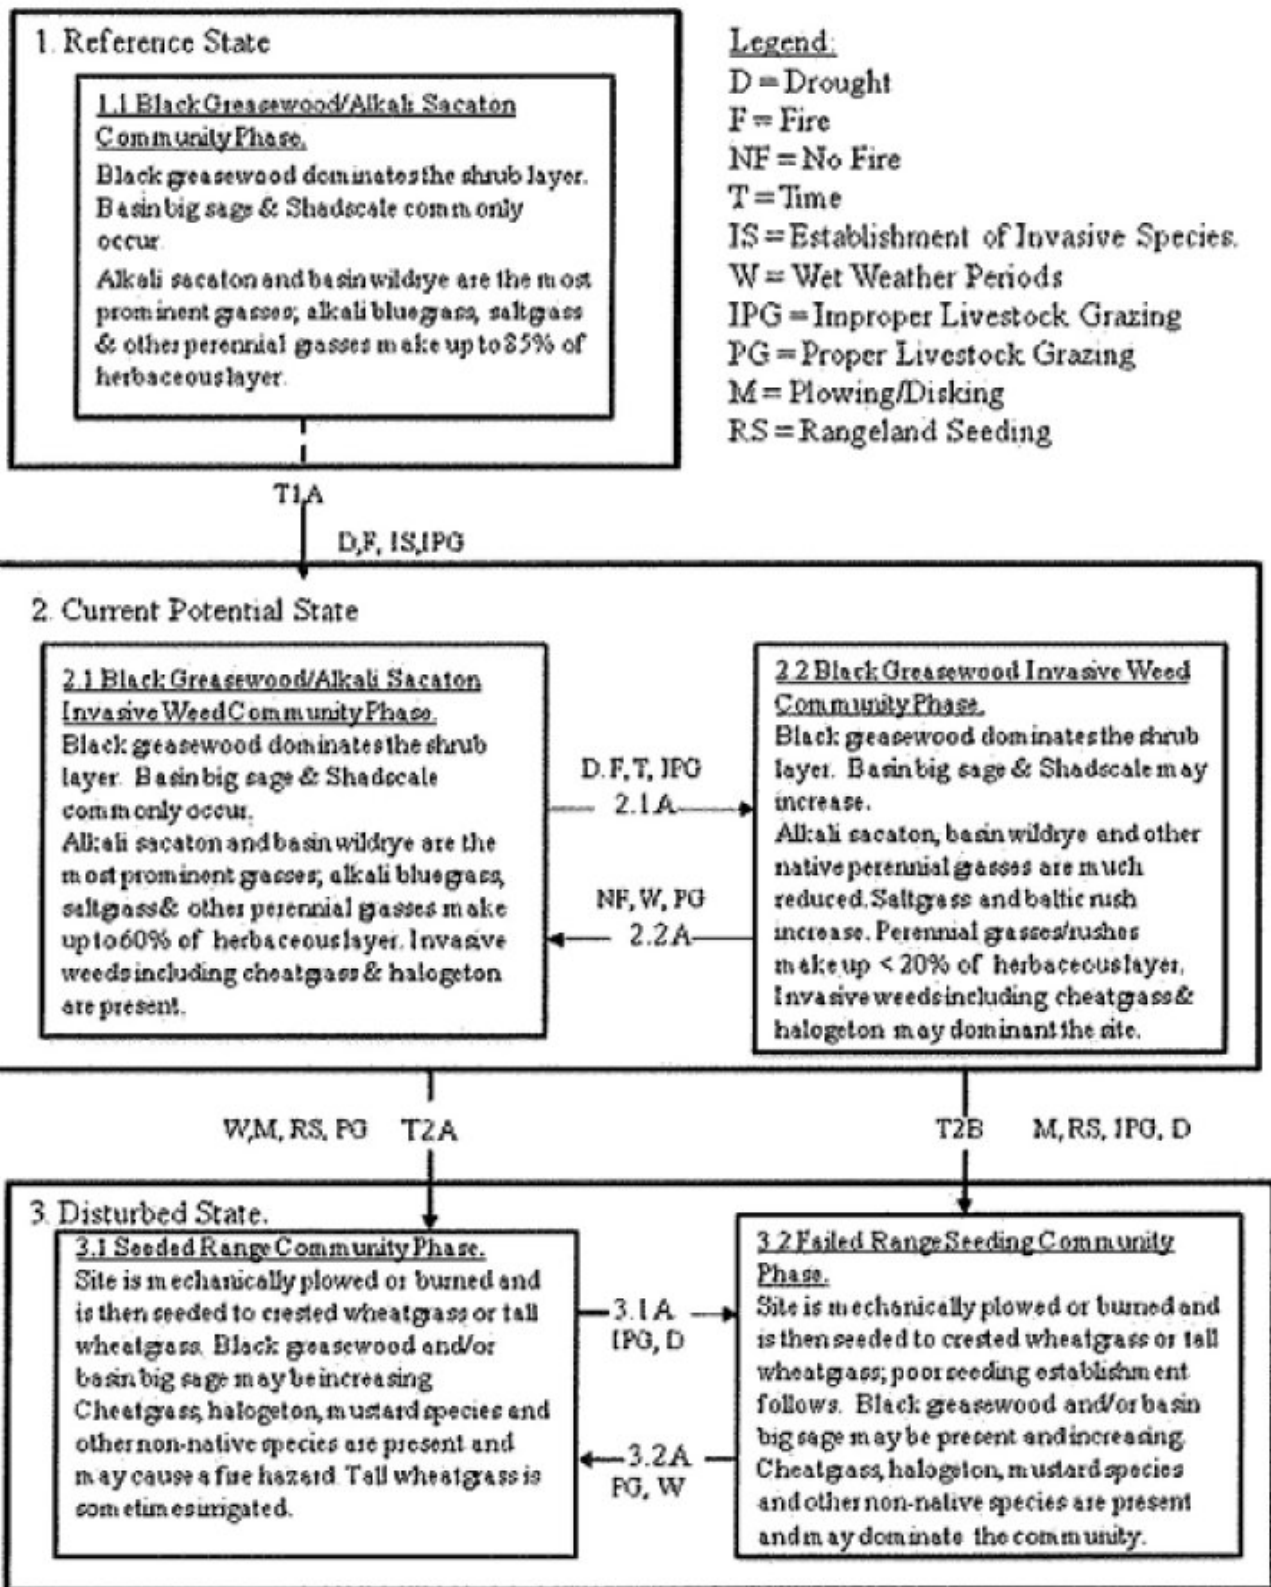 1. Reference State
1.1 Black Greasewood/Alkali Sacaton
Community Phase.
Black greasewood dominates the shrub layer.
Basin big sage & Shadscale commonly
occur.
Alkali sacaton and basin wildrye are the most
prominent grasses; alkali bluegrass, saltgrass
& other perennial grasses make up to 85% of
herbaceous layer.
Legend:
D = Drought
F = Fire
NF = No Fire
T = Time
IS = Establishment of Invasive Species.
W = Wet Weather Periods
IPG = Improper Livestock Grazing
PG = Proper Livestock Grazing
M = Plowing/Disking
RS = Rangeland Seeding
T1A
D,F, IS,IPG
2. Current Potential State
2.1 Black Greasewood/Alkali Sacaton
Invasive Weed Community Phase.
Black greasewood dominates the shrub
layer. Basin big sage & Shadscale
commonly occur.
Alkali sacaton and basin wildrye are the
most prominent grasses; alkali bluegrass,
saltgrass & other perennial grasses make
up to 60% of herbaceous layer. Invasive
weeds including cheatgrass & halogeton
are present.
D. F, T, IPG
2.1A
NF, W, PG
2.2A
2.2 Black Greasewood Invasive Weed
Community Phase.
Black greasewood dominates the shrub
layer. Basin big sage & Shadscale may
increase.
Alkali sacaton, basin wildrye and other
native perennial grasses are much
reduced. Saltgrass and baltic rush
increase. Perennial grasses/rushes
make up < 20% of herbaceous layer.
Invasive weeds including cheatgrass &
halogeton may dominant the site.
W,M, RS, PG T2A
T2B M, RS, IPG, D
3. Disturbed State.
3.1 Seeded Range Community Phase.
Site is mechanically plowed or burned and
is then seeded to crested wheatgrass or tall
wheatgrass. Black greasewood and/or
basin big sage may be increasing
Cheatgrass, halogeton, mustard species and
other non-native species are present and
may cause a fire hazard. Tall wheatgrass is
sometimes irrigated.
3.1A
IPG, D
3.2A
PG, W
3.2 Failed Range Seeding Community
Phase.
Site is mechanically plowed or burned and
is then seeded to crested wheatgrass or tall
wheatgrass; poor seeding establishment
follows. Black greasewood and/or basin
big sage may be present and increasing.
Cheatgrass, halogeton, mustard species
and other non-native species are present
and may dominate the community.